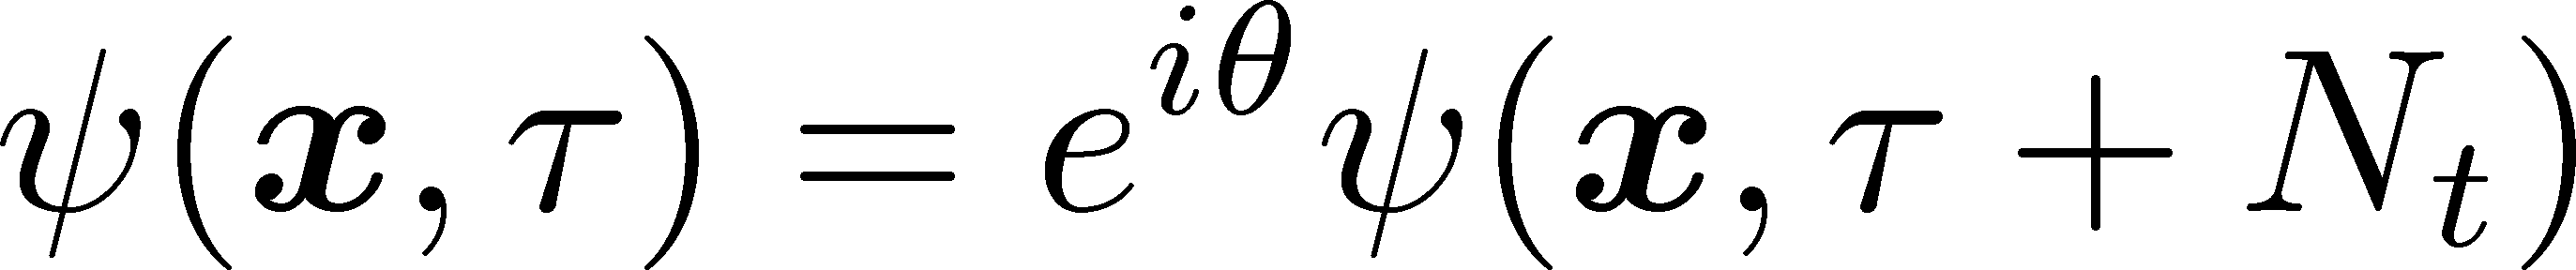 ψ(𝒙, τ) = e^{iθ}ψ(𝒙, τ + N_t)